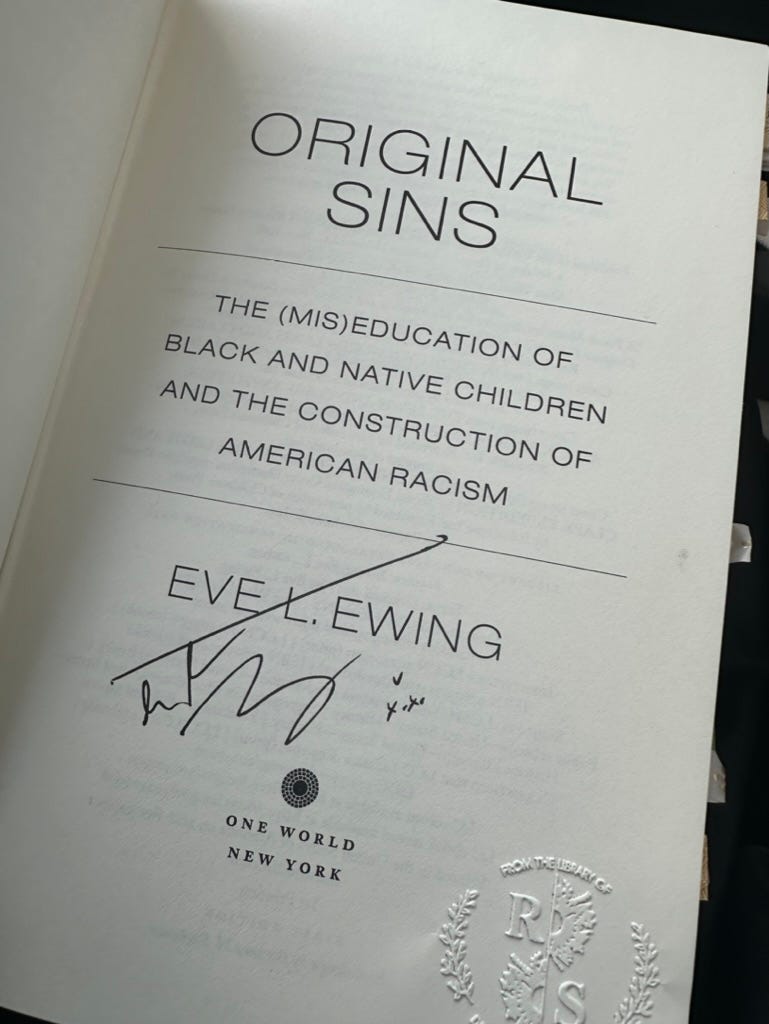 ORIGINAL
SINS
THE (MIS)EDUCATION OF
BLACK AND NATIVE CHILDREN
AND THE CONSTRUCTION OF
AMERICAN RACISM
EVE L. EWING
ONE WORLD
NEW YORK
FROM THE LIBRARY OF
R
S